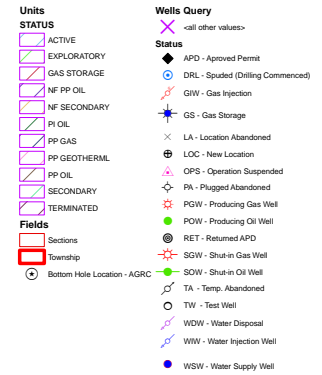 Units
STATUS
ACTIVE
EXPLORATORY
GAS STORAGE
NF PP OIL
NF SECONDARY
PI OIL
PP GAS
PP GEOTHERML
PP OIL
SECONDARY
TERMINATED
Fields
Sections
Township
Bottom Hole Location - AGRC
Wells Query
<all other values>
Status
APD - Aproved Permit
DRL - Spuded (Drilling Commenced)
GIW - Gas Injection
GS - Gas Storage
LA - Location Abandoned
LOC - New Location
OPS - Operation Suspended
PA - Plugged Abandoned
PGW - Producing Gas Well
POW - Producing Oil Well
RET - Returned APD
SGW - Shut-in Gas Well
SOW - Shut-in Oil Well
TA - Temp. Abandoned
TW - Test Well
WDW - Water Disposal
WIW - Water Injection Well
WSW - Water Supply Well